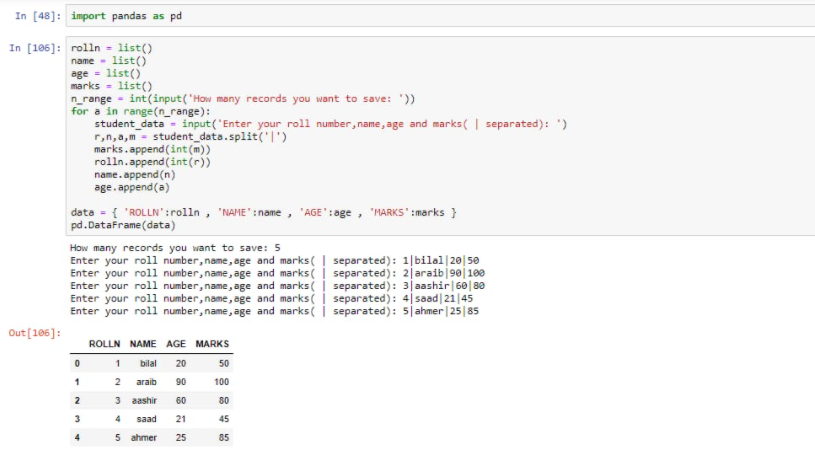 In [48]: import pandas as pd
In [106]: rolln = list()
name = list()
age = list()
marks = list()
n_range = int(input('How many records you want to save: '))
for a in range(n_range):
    student_data = input('Enter your roll number,name,age and marks( | separated): ')
    r,n,a,m = student_data.split('|')
    marks.append(int(m))
    rolln.append(int(r))
    name.append(n)
    age.append(a)
data = { 'ROLLN':rolln , 'NAME':name , 'AGE':age , 'MARKS':marks }
pd.DataFrame(data)
How many records you want to save: 5
Enter your roll number,name,age and marks( | separated): 1|bilal|20|50
Enter your roll number,name,age and marks( | separated): 2|araib|90|100
Enter your roll number,name,age and marks( | separated): 3|aashir|60|80
Enter your roll number,name,age and marks( | separated): 4|saad|21|45
Enter your roll number,name,age and marks( | separated): 5|ahmer|25|85
Out[106]:
ROLLN NAME AGE MARKS
0 1 bilal 20 50
1 2 araib 90 100
2 3 aashir 60 80
3 4 saad 21 45
4 5 ahmer 25 85